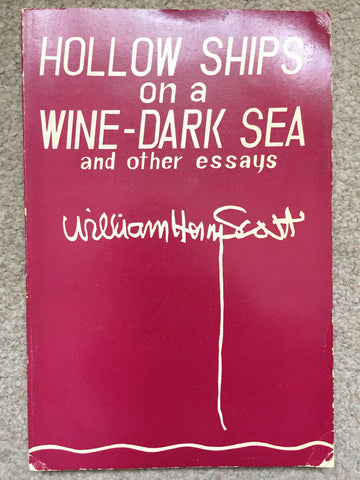 HOLLOW SHIPS
on a
WINE-DARK SEA
and other essays
William Henry Scott